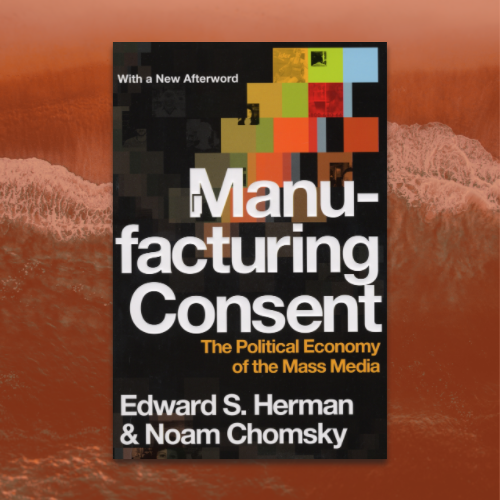 With a New Afterword
Manu-
facturing
Consent
The Political Economy
of the Mass Media
Edward S. Herman
& Noam Chomsky